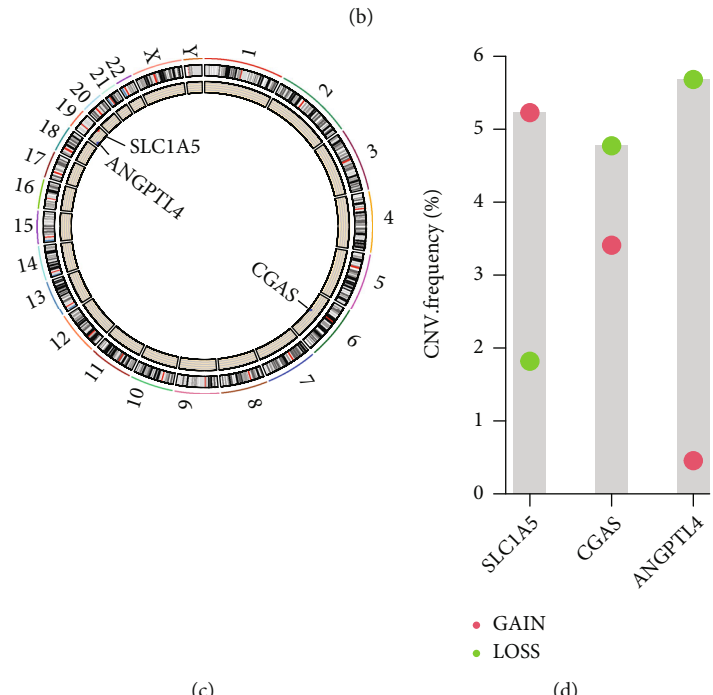 (b)
1
2
3
4
5
6
7
8
9
10
11
12
13
14
15
16
17
18
19
20
21
22
X
Y
SLC1A5
ANGPTL4
CGAS
CNV.frequency (%)
6
5
4
3
2
1
0
SLC1A5
CGAS
ANGPTL4
GAIN
LOSS
(c)
(d)